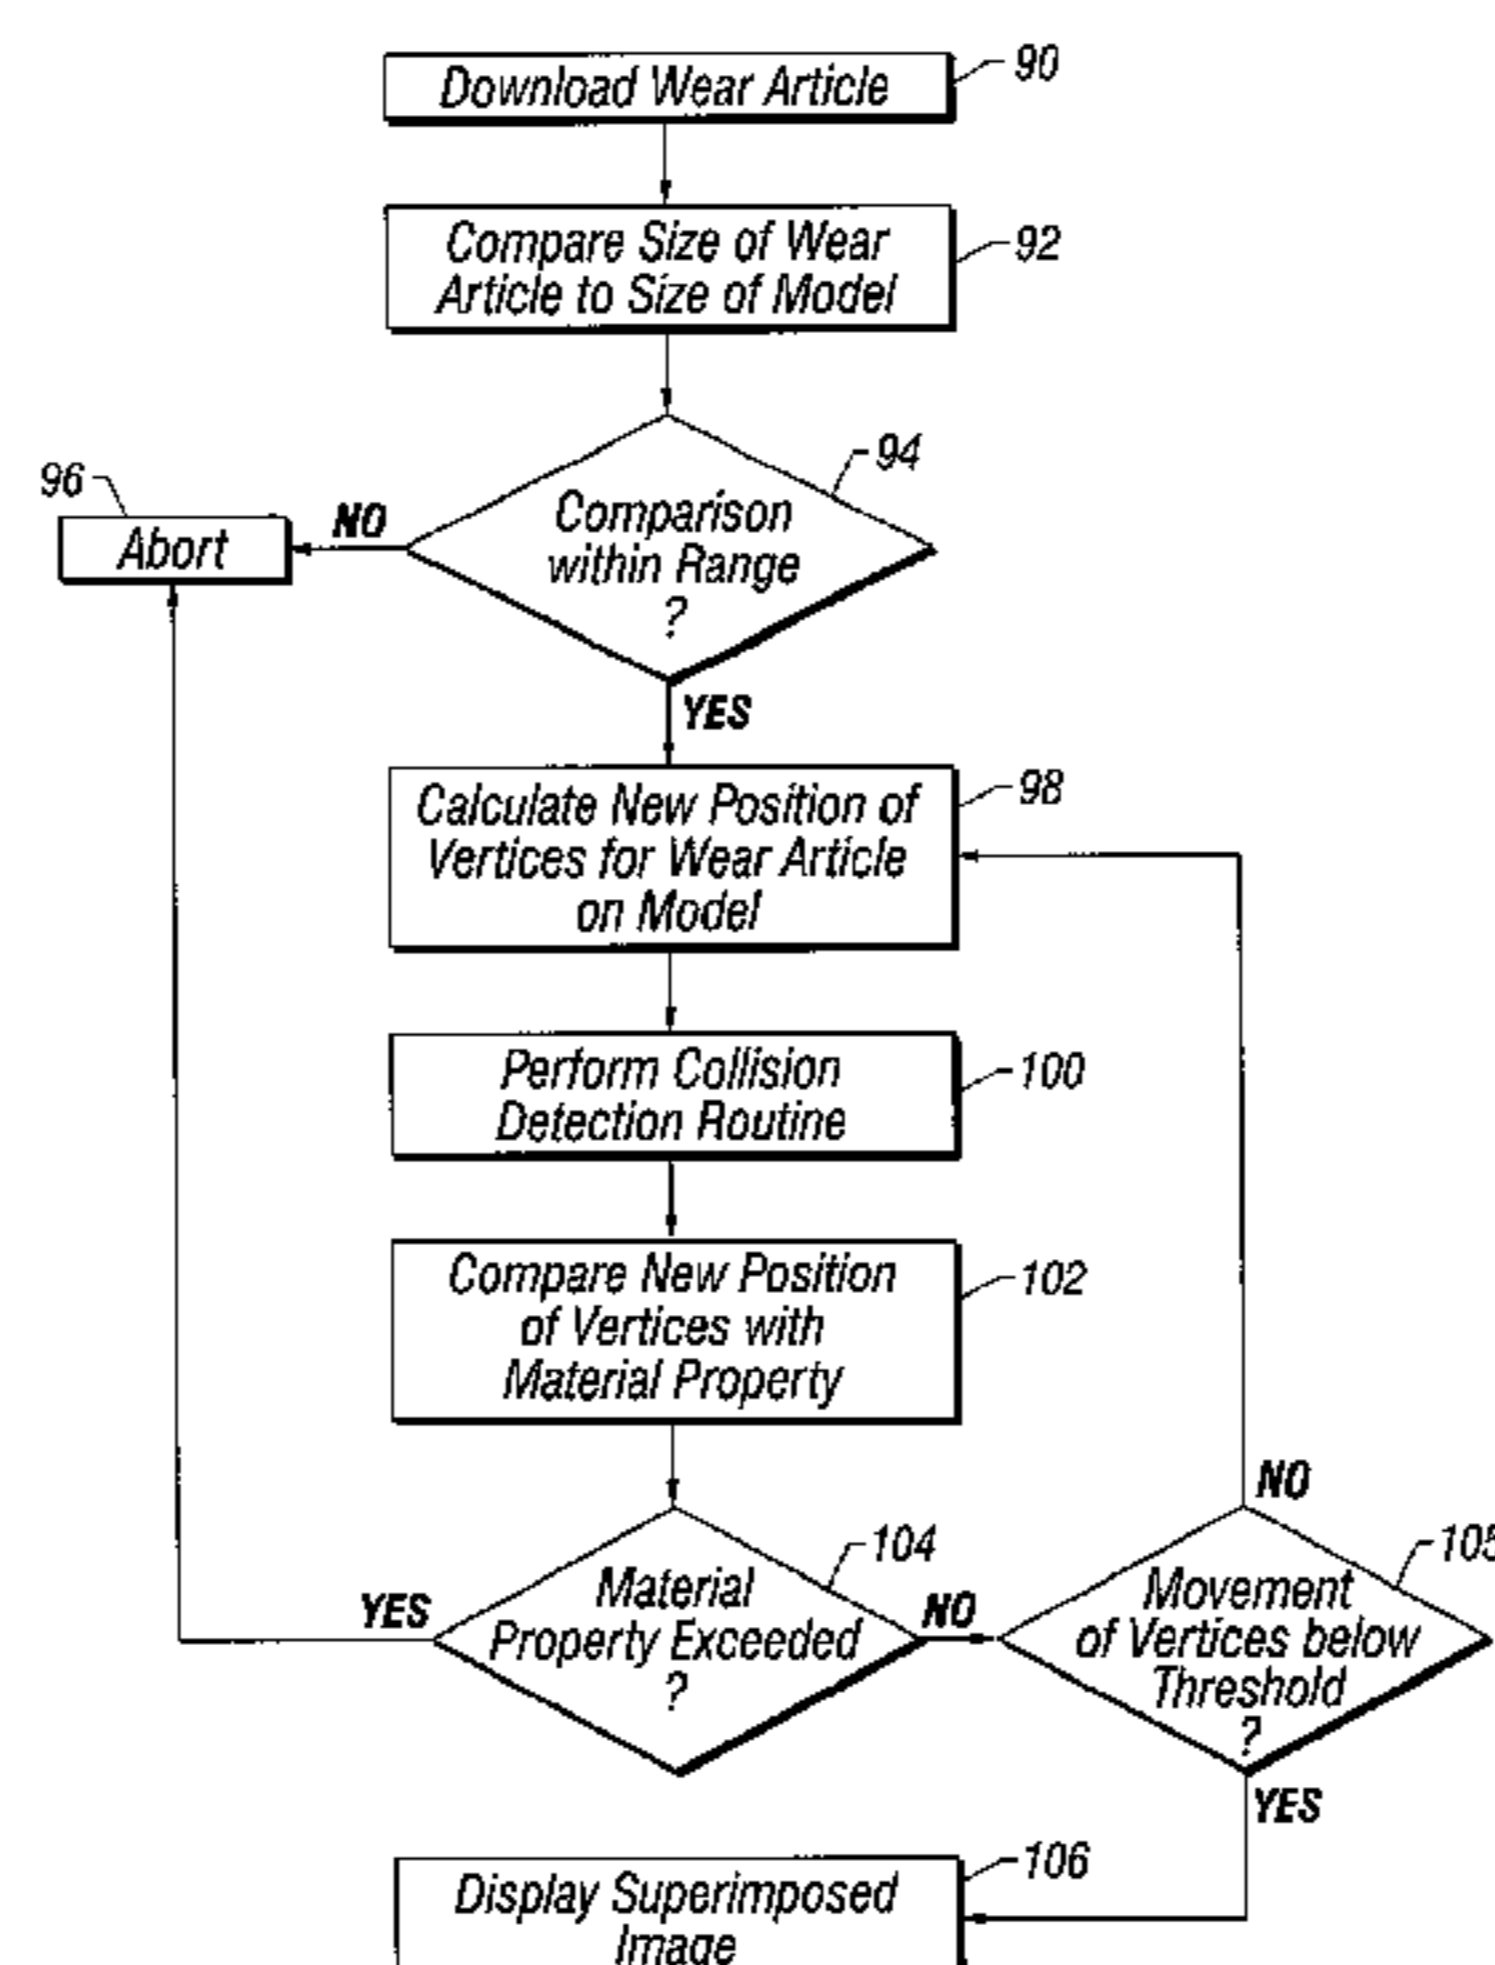 Download Wear Article
90
Compare Size of Wear
Article to Size of Model
92
94
Comparison
within Range
?
NO
96
Abort
YES
Calculate New Position of
Vertices for Wear Article
on Model
98
Perform Collision
Detection Routine
100
Compare New Position
of Vertices with
Material Property
102
104
Material
Property Exceeded
?
YES
NO
105
Movement
of Vertices below
Threshold
?
NO
YES
Display Superimposed
Image
106